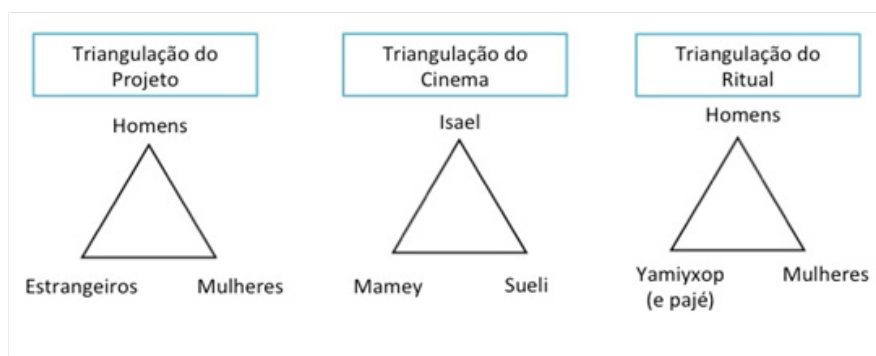 Triangulação do
Projeto
Homens
Estrangeiros
Mulheres
Triangulação do
Cinema
Isael
Mamey
Sueli
Triangulação do
Ritual
Homens
Yamiyxop
(e pajé)
Mulheres